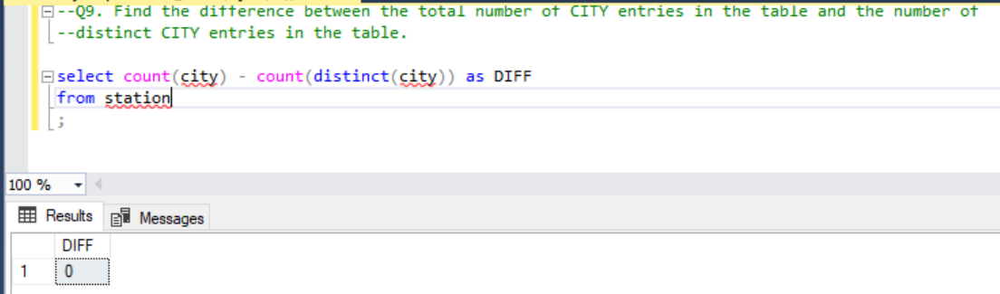 --Q9. Find the difference between the total number of CITY entries in the table and the number of
--distinct CITY entries in the table.
select count(city) - count(distinct(city)) as DIFF
from station
;
100 %
Results Messages
DIFF
1 0